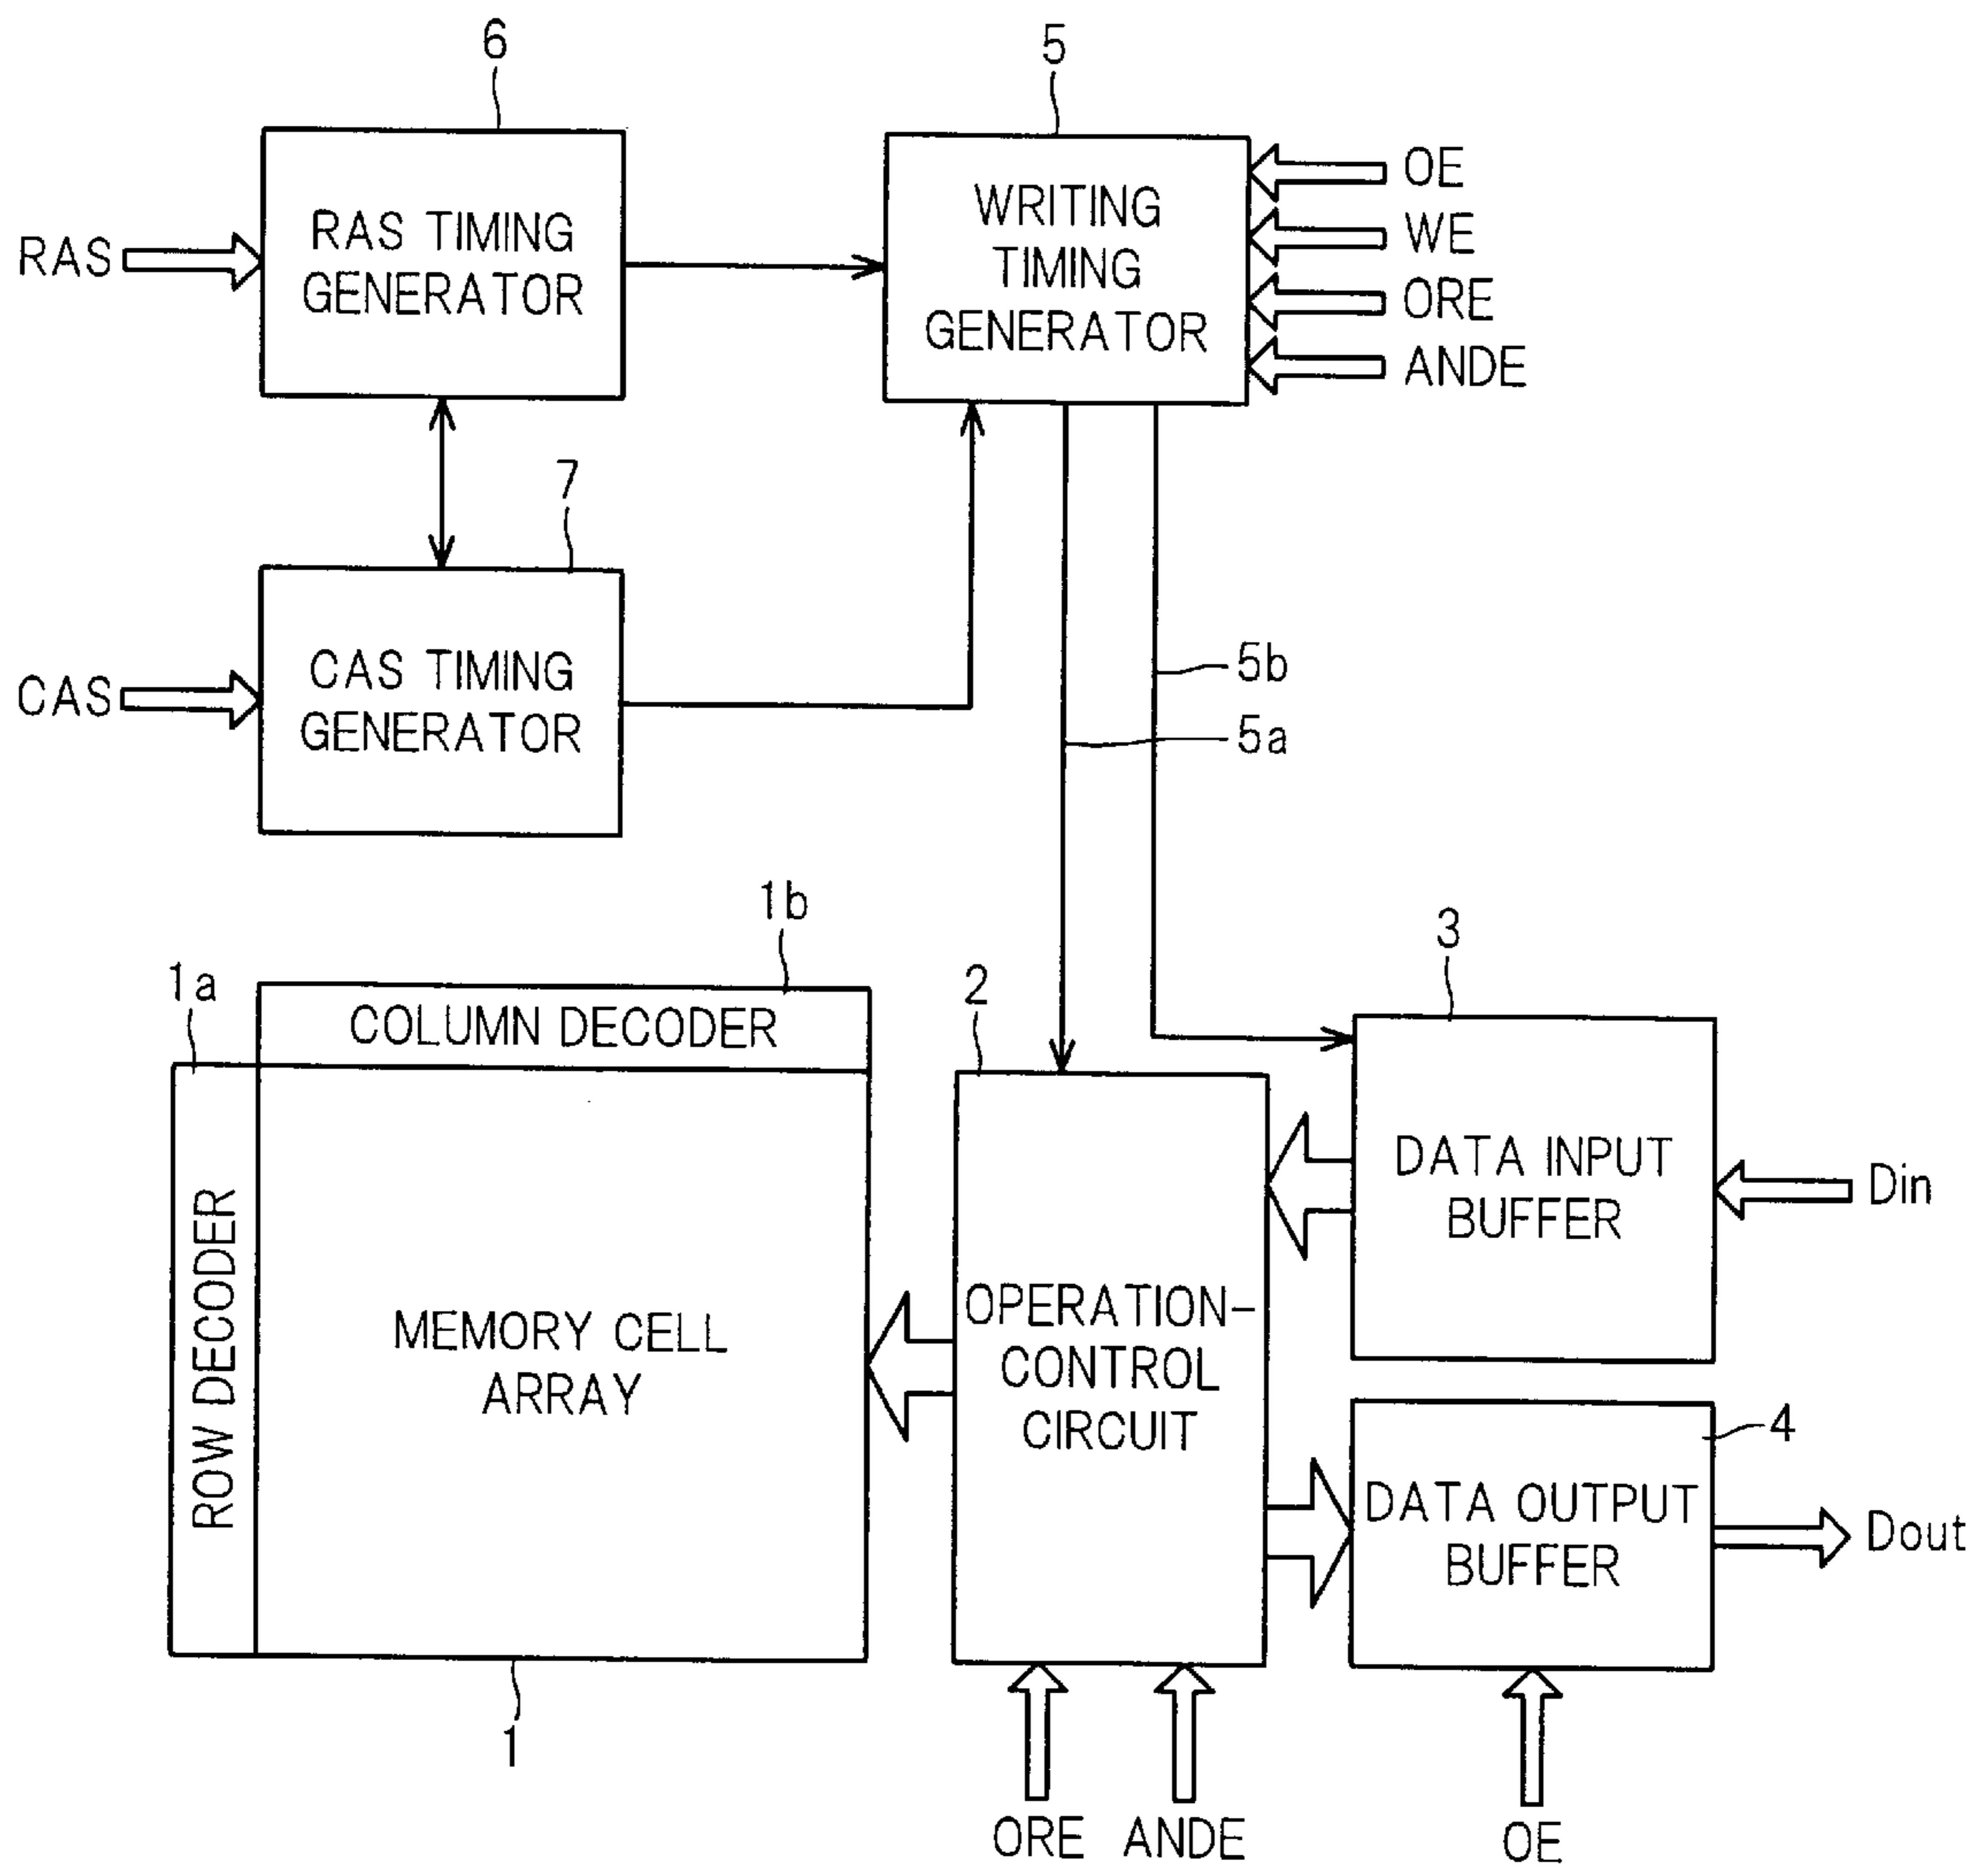 6
5
RAS
RAS TIMING
GENERATOR
WRITING
TIMING
GENERATOR
OE
WE
ORE
ANDE
7
CAS
CAS TIMING
GENERATOR
5b
5a
1b
1a
COLUMN DECODER
ROW DECODER
MEMORY CELL
ARRAY
1
2
OPERATION-
CONTROL
CIRCUIT
3
DATA INPUT
BUFFER
Din
4
DATA OUTPUT
BUFFER
Dout
ORE
ANDE
OE